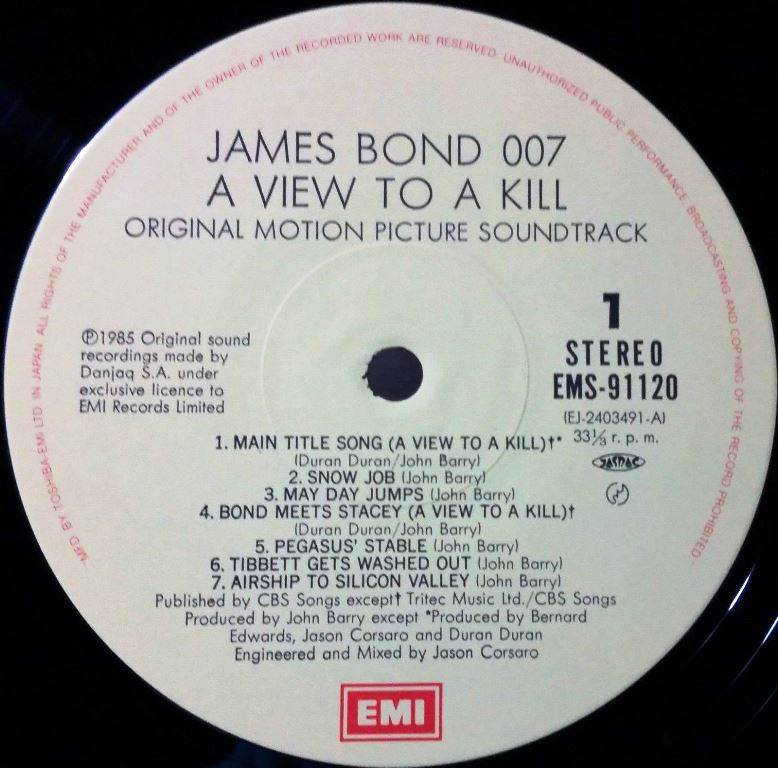 MFD BY TOSHIBA-EMI LTD. IN JAPAN. ALL RIGHTS OF THE MANUFACTURER AND OF THE OWNER OF THE RECORDED WORK ARE RESERVED. UNAUTHORIZED PUBLIC PERFORMANCE, BROADCASTING AND COPYING OF THE RECORD PROHIBITED.
JAMES BOND 007
A VIEW TO A KILL
ORIGINAL MOTION PICTURE SOUNDTRACK
℗1985 Original sound
recordings made by
Danjaq S.A. under
exclusive licence to
EMI Records Limited
1
STEREO
EMS-91120
(EJ-2403491-A)
33⅓ r. p. m.
JASRAC
1. MAIN TITLE SONG (A VIEW TO A KILL)†*
(Duran Duran/John Barry)
2. SNOW JOB (John Barry)
3. MAY DAY JUMPS (John Barry)
4. BOND MEETS STACEY (A VIEW TO A KILL)†
(Duran Duran/John Barry)
5. PEGASUS' STABLE (John Barry)
6. TIBBETT GETS WASHED OUT (John Barry)
7. AIRSHIP TO SILICON VALLEY (John Barry)
Published by CBS Songs except† Tritec Music Ltd./CBS Songs
Produced by John Barry except *Produced by Bernard
Edwards, Jason Corsaro and Duran Duran
Engineered and Mixed by Jason Corsaro
EMI